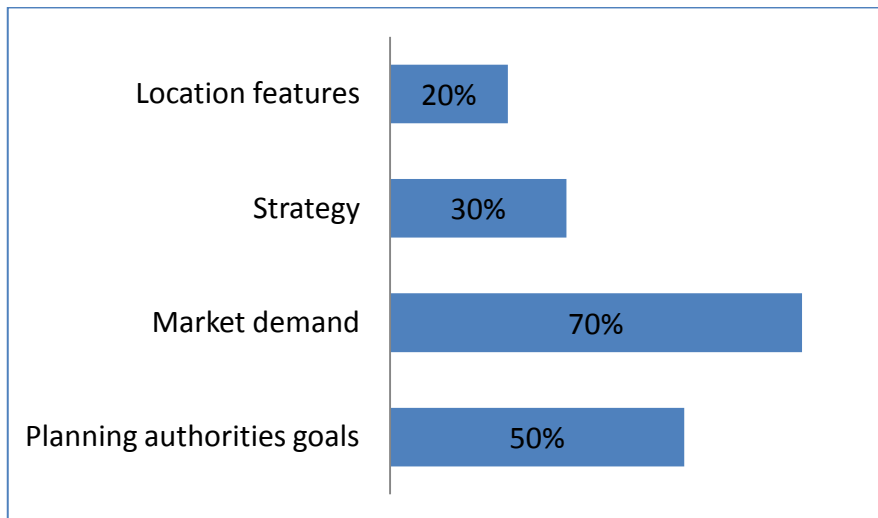 Location features 20%
Strategy 30%
Market demand 70%
Planning authorities goals 50%